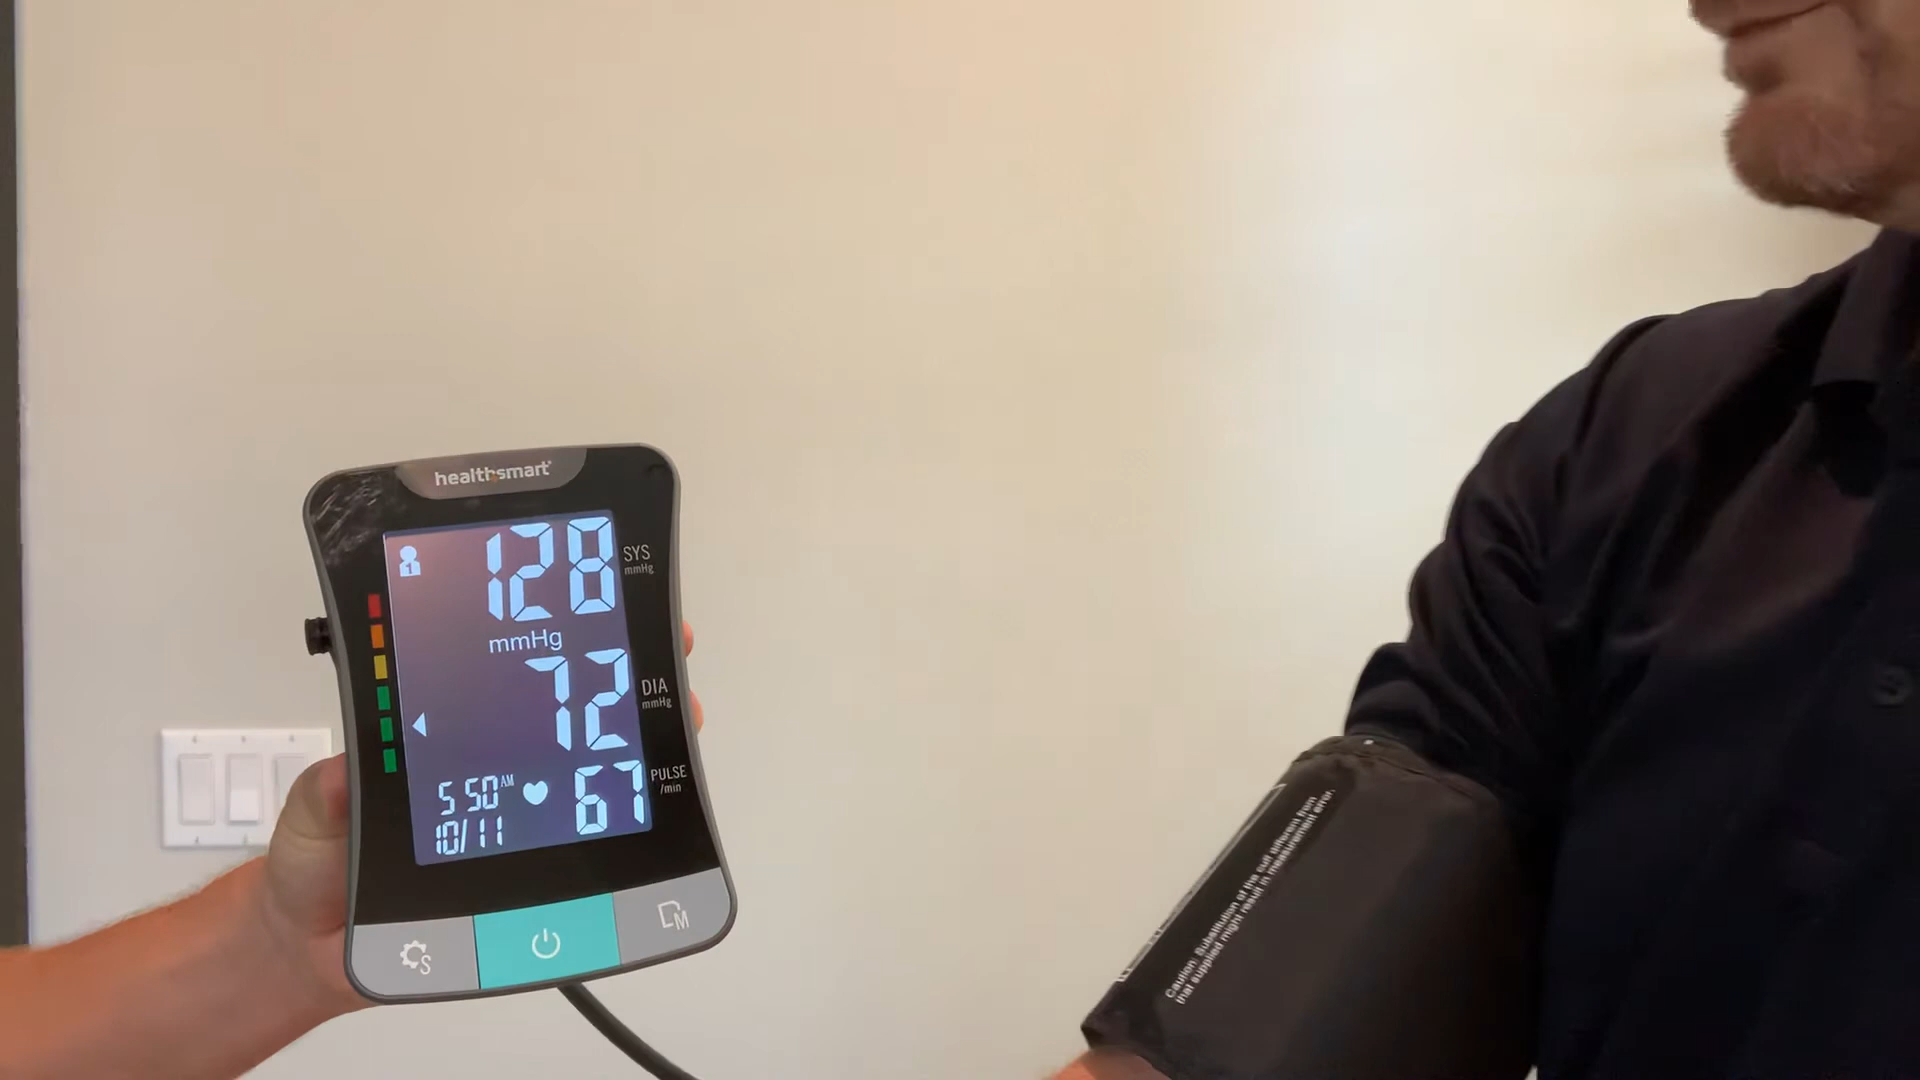 healthsmart
1
128
SYS
mmHg
mmHg
72
DIA
mmHg
5 50 AM
67
PULSE
/min
10/11
S
M
Caution: Substitution of the cuff different from
that supplied might result in measurement error.